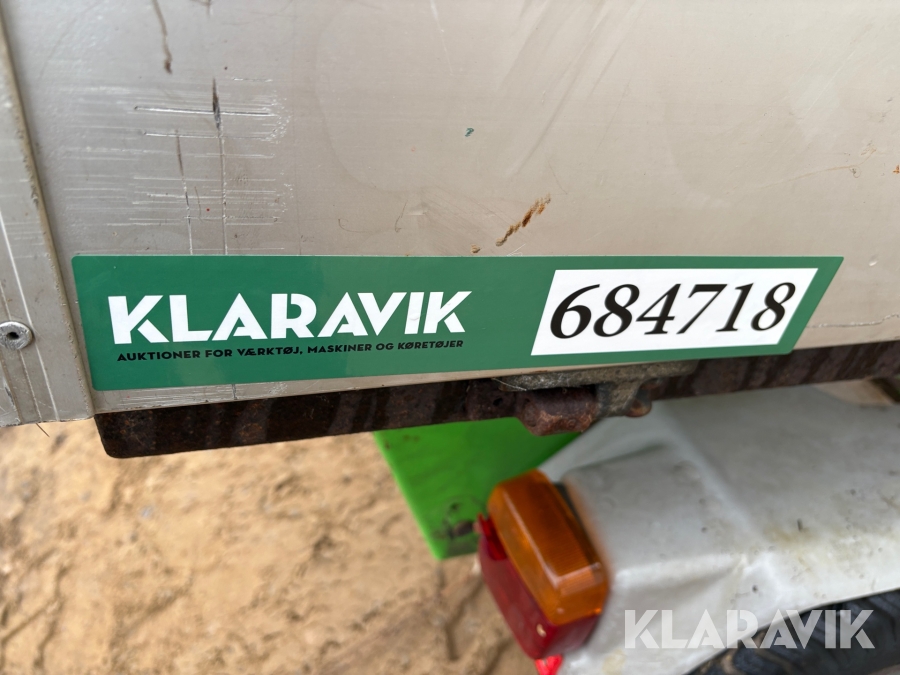 KLARAVIK
AUKTIONER FOR VÆRKTØJ, MASKINER OG KØRETØJER
684718
KLARAVIK